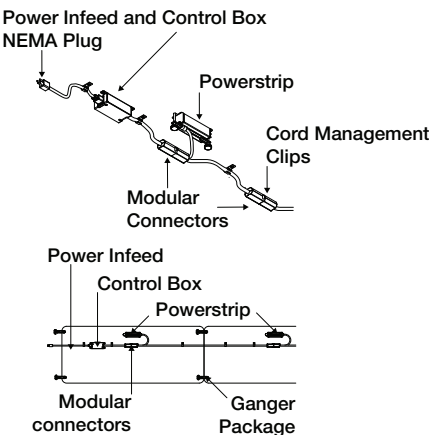 Power Infeed and Control Box
NEMA Plug
Powerstrip
Cord Management
Clips
Modular
Connectors
Power Infeed
Control Box
Powerstrip
Modular
connectors
Ganger
Package